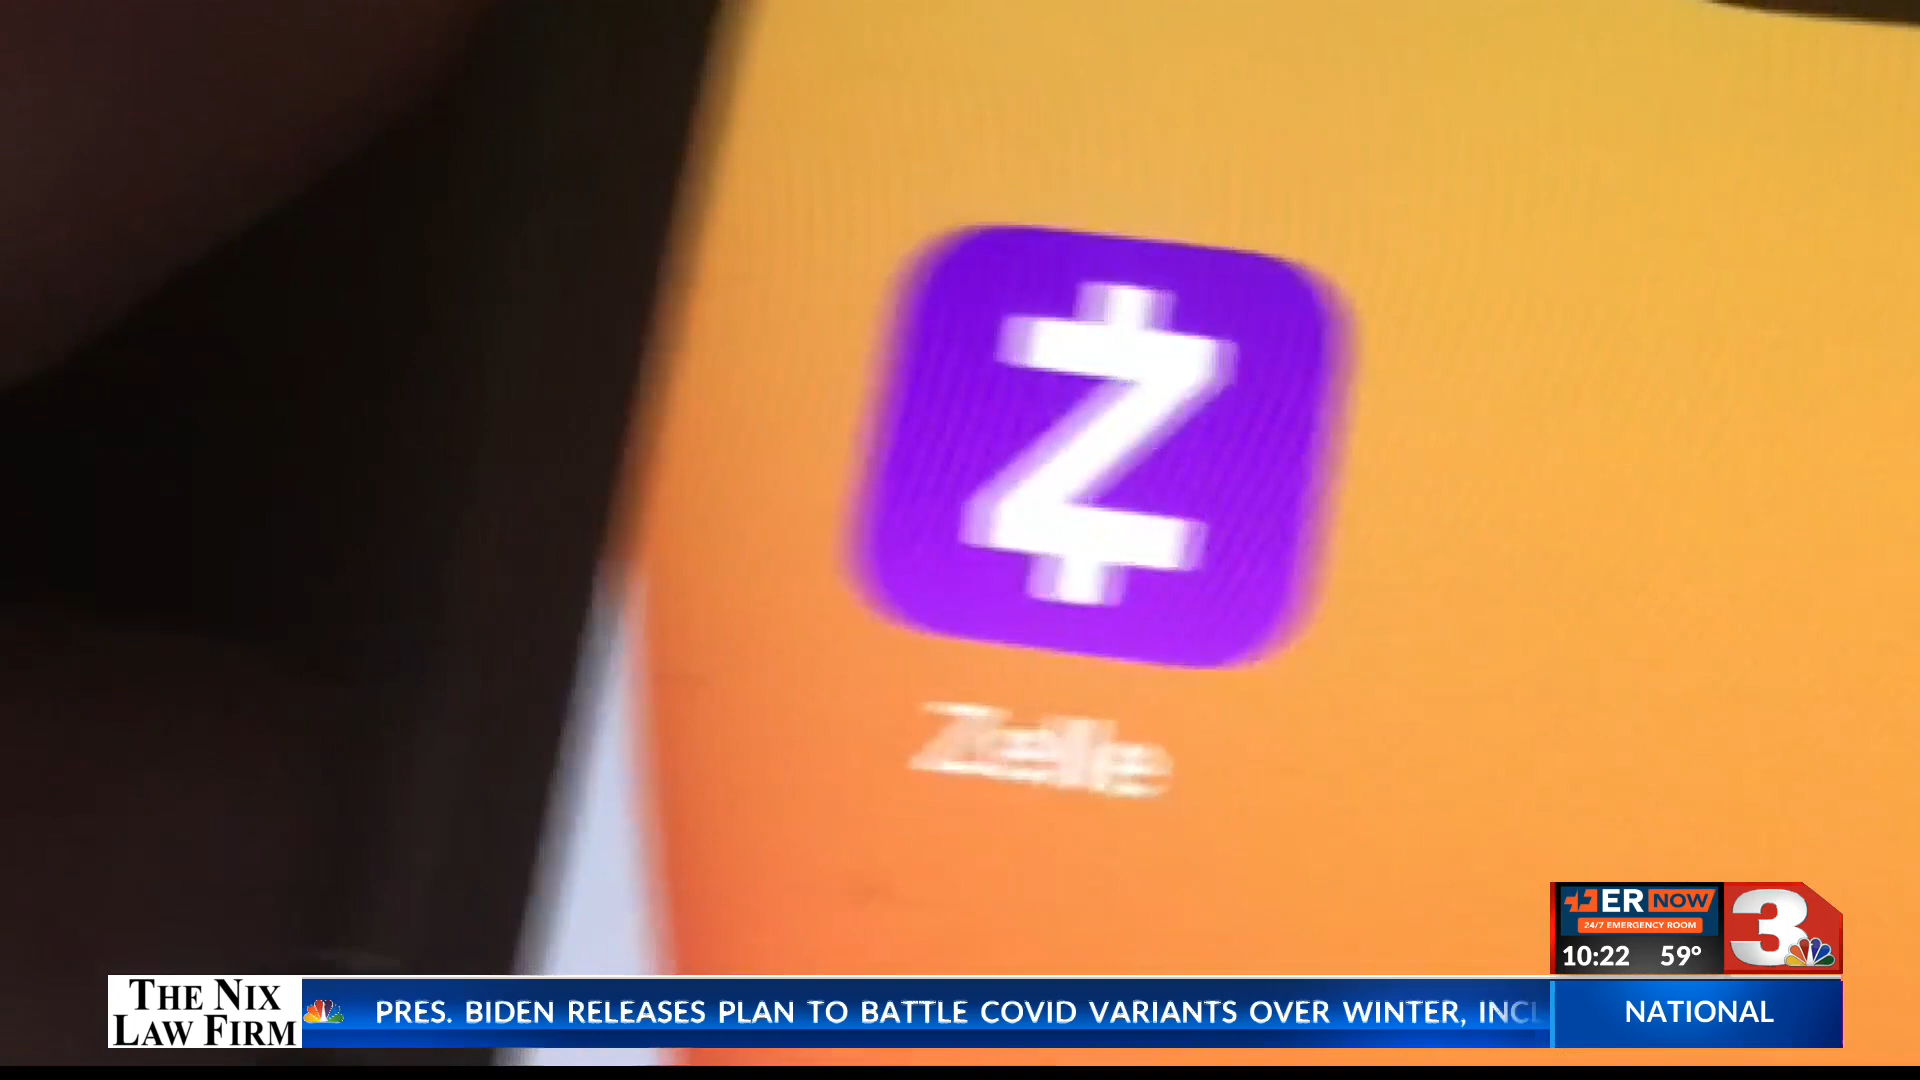 Z
Zelle
ER NOW
24/7 EMERGENCY ROOM
3
10:22 59°
THE NIX
LAW FIRM
PRES. BIDEN RELEASES PLAN TO BATTLE COVID VARIANTS OVER WINTER, INCL
NATIONAL